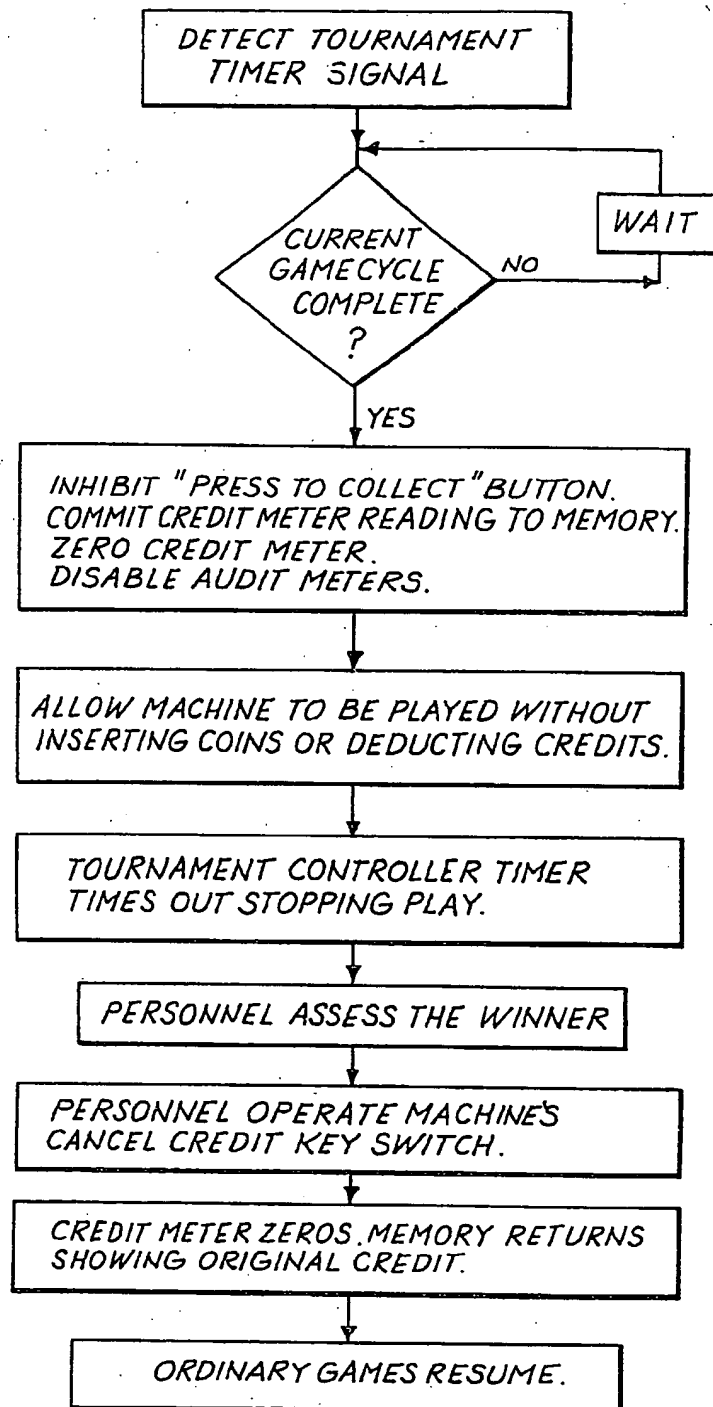 DETECT TOURNAMENT
TIMER SIGNAL
CURRENT
GAME CYCLE
COMPLETE
?
NO
WAIT
YES
INHIBIT "PRESS TO COLLECT" BUTTON.
COMMIT CREDIT METER READING TO MEMORY.
ZERO CREDIT METER.
DISABLE AUDIT METERS.
ALLOW MACHINE TO BE PLAYED WITHOUT
INSERTING COINS OR DEDUCTING CREDITS.
TOURNAMENT CONTROLLER TIMER
TIMES OUT STOPPING PLAY.
PERSONNEL ASSESS THE WINNER
PERSONNEL OPERATE MACHINE'S
CANCEL CREDIT KEY SWITCH.
CREDIT METER ZEROS. MEMORY RETURNS
SHOWING ORIGINAL CREDIT.
ORDINARY GAMES RESUME.